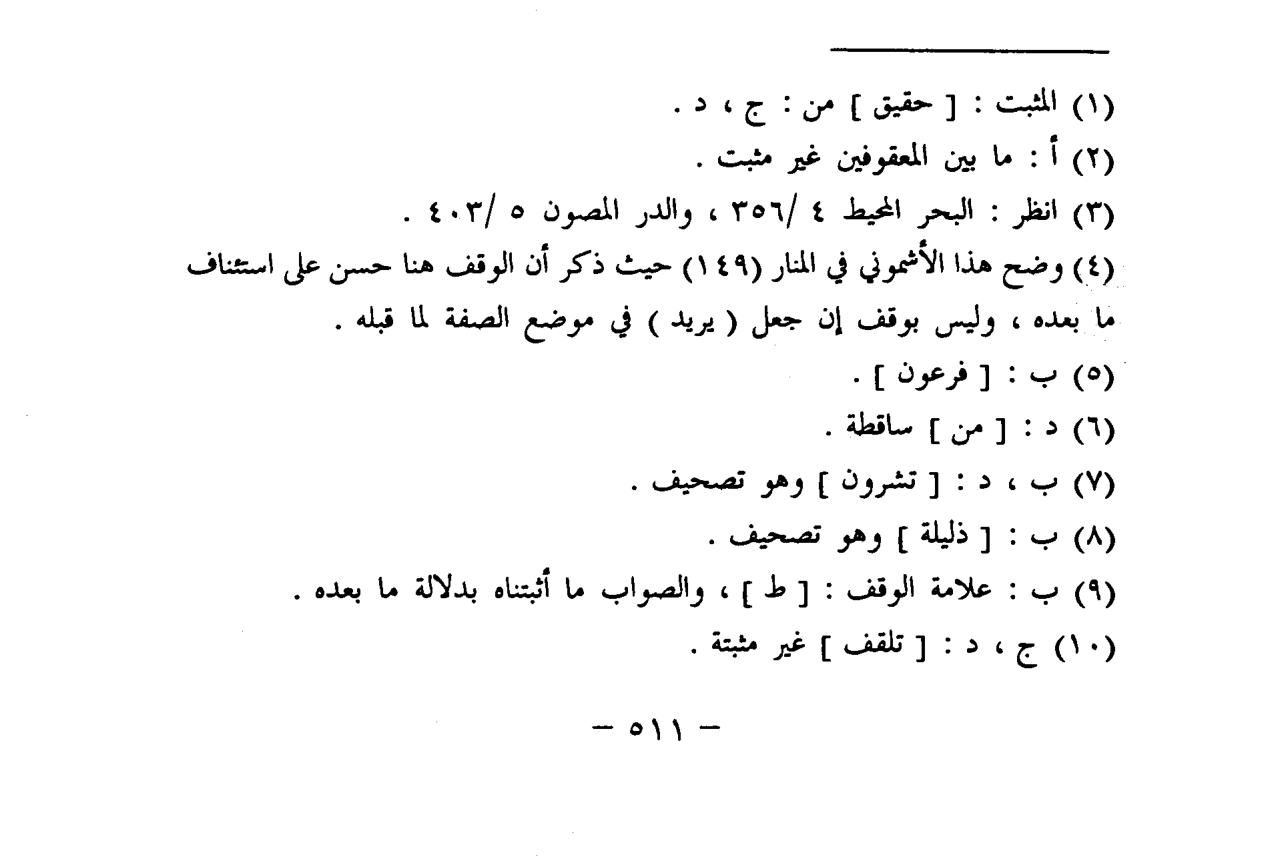 (١) المثبت : [ حقيق ] من : ج ، د .
(٢) أ : ما بين المعقوفين غير مثبت .
(٣) انظر : البحر المحيط ٤ /٣٥٦ ، والدر المصون ٥ /٤٠٣ .
(٤) وضح هذا الأشموني في المنار (١٤٩) حيث ذكر أن الوقف هنا حسن على استئناف
ما بعده ، وليس بوقف إن جعل ( يريد ) في موضع الصفة لما قبله .
(٥) ب : [ فرعون ] .
(٦) د : [ من ] ساقطة .
(٧) ب ، د : [ تشرون ] وهو تصحيف .
(٨) ب : [ ذليلة ] وهو تصحيف .
(٩) ب : علامة الوقف : [ ط ] ، والصواب ما أثبتناه بدلالة ما بعده .
(١٠) ج ، د : [ تلقف ] غير مثبتة .
– ٥١١ –